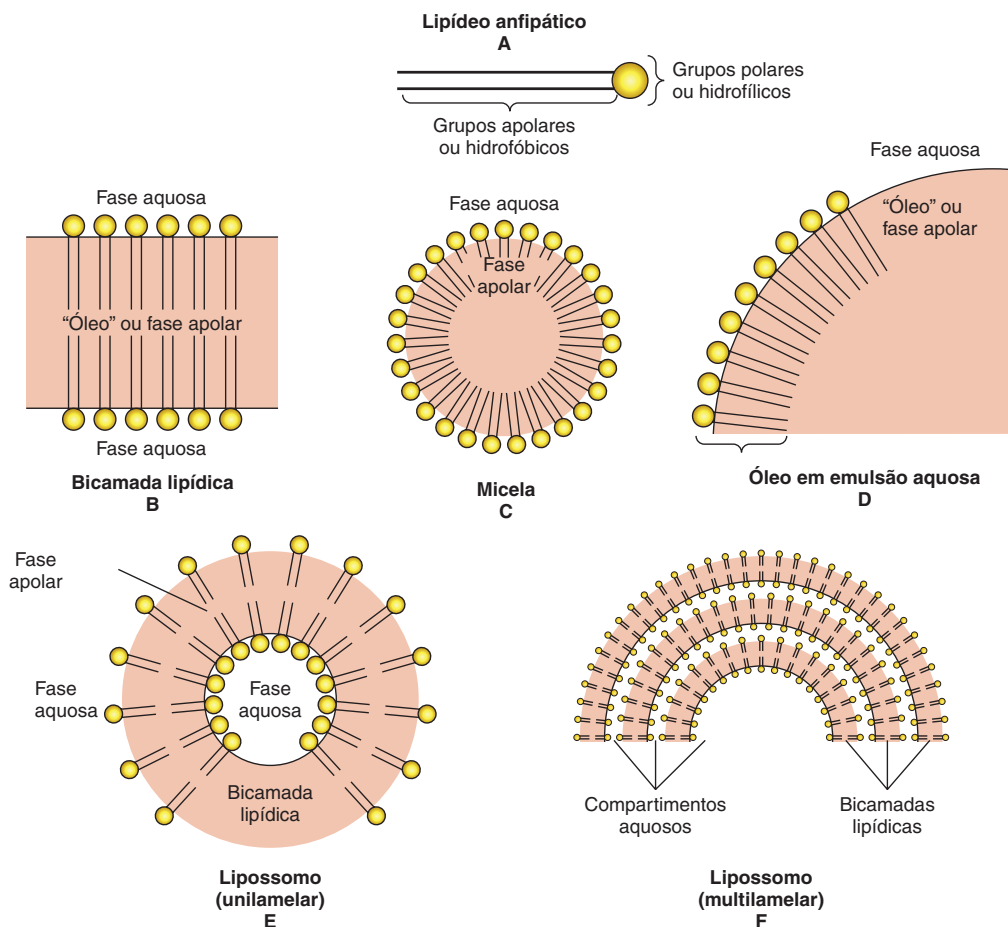 Lipídeo anfipático
A
Grupos polares
ou hidrofílicos
Grupos apolares
ou hidrofóbicos
Fase aquosa
"Óleo" ou fase apolar
Fase aquosa
Bicamada lipídica
B
Fase aquosa
Fase
apolar
Micela
C
Fase aquosa
"Óleo" ou
fase apolar
Óleo em emulsão aquosa
D
Fase
apolar
Fase
aquosa
Fase
aquosa
Bicamada
lipídica
Lipossomo
(unilamelar)
E
Compartimentos
aquosos
Bicamadas
lipídicas
Lipossomo
(multilamelar)
F